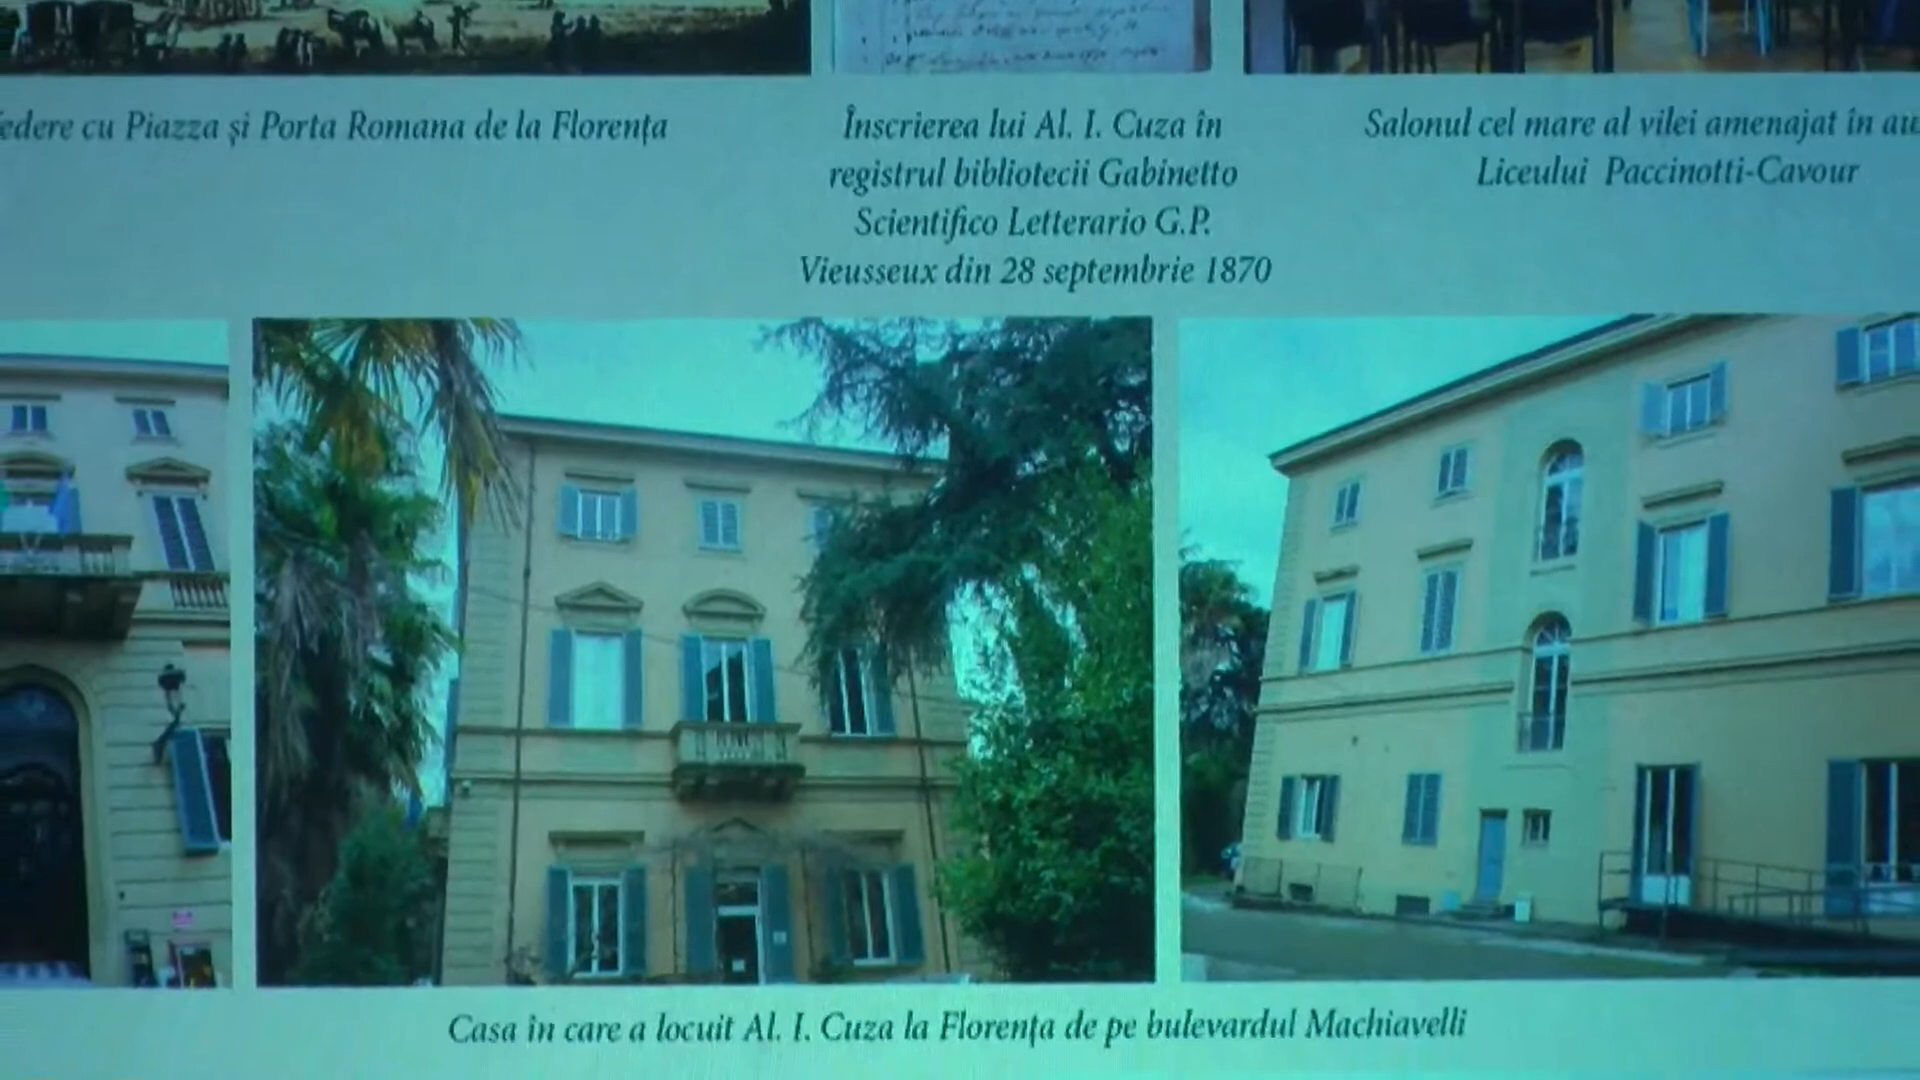 edere cu Piazza și Porta Romana de la Florența
Înscrierea lui Al. I. Cuza în
registrul bibliotecii Gabinetto
Scientifico Letterario G.P.
Vieusseux din 28 septembrie 1870
Salonul cel mare al vilei amenajat în au
Liceului Paccinotti-Cavour
Casa în care a locuit Al. I. Cuza la Florența de pe bulevardul Machiavelli